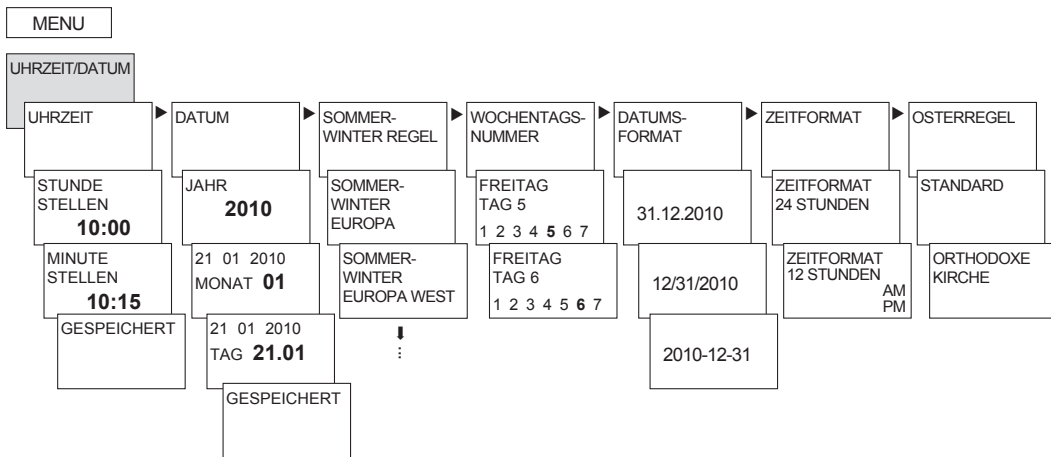 MENU
UHRZEIT/DATUM
UHRZEIT
STUNDE
STELLEN
10:00
MINUTE
STELLEN
10:15
GESPEICHERT
DATUM
JAHR
2010
21 01 2010
MONAT 01
21 01 2010
TAG 21.01
GESPEICHERT
SOMMER-
WINTER REGEL
SOMMER-
WINTER
EUROPA
SOMMER-
WINTER
EUROPA WEST
WOCHENTAGS-
NUMMER
FREITAG
TAG 5
1 2 3 4 5 6 7
FREITAG
TAG 6
1 2 3 4 5 6 7
DATUMS-
FORMAT
31.12.2010
12/31/2010
2010-12-31
ZEITFORMAT
ZEITFORMAT
24 STUNDEN
ZEITFORMAT
12 STUNDEN
AM
PM
OSTERREGEL
STANDARD
ORTHODOXE
KIRCHE